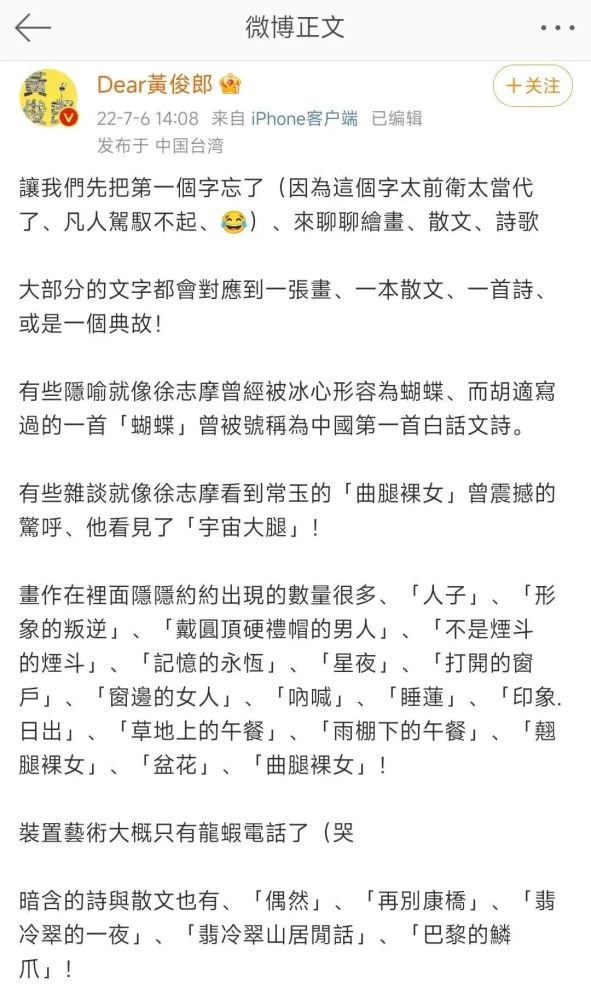 微博正文
Dear黃俊郎
+关注
22-7-6 14:08 来自 iPhone客户端 已编辑
发布于 中国台湾
讓我們先把第一個字忘了（因為這個字太前衛太當代
了、凡人駕馭不起、😂）、來聊聊繪畫、散文、詩歌
大部分的文字都會對應到一張畫、一本散文、一首詩、
或是一個典故！
有些隱喻就像徐志摩曾經被冰心形容為蝴蝶、而胡適寫
過的一首「蝴蝶」曾被號稱為中國第一首白話文詩。
有些雜談就像徐志摩看到常玉的「曲腿裸女」曾震撼的
驚呼、他看見了「宇宙大腿」！
畫作在裡面隱隱約約出現的數量很多、「人子」、「形
象的叛逆」、「戴圓頂硬禮帽的男人」、「不是煙斗
的煙斗」、「記憶的永恆」、「星夜」、「打開的窗
戶」、「窗邊的女人」、「吶喊」、「睡蓮」、「印象.
日出」、「草地上的午餐」、「雨棚下的午餐」、「翹
腿裸女」、「盆花」、「曲腿裸女」！
裝置藝術大概只有龍蝦電話了（哭
暗含的詩與散文也有、「偶然」、「再別康橋」、「翡
冷翠的一夜」、「翡冷翠山居閒話」、「巴黎的鱗
爪」！